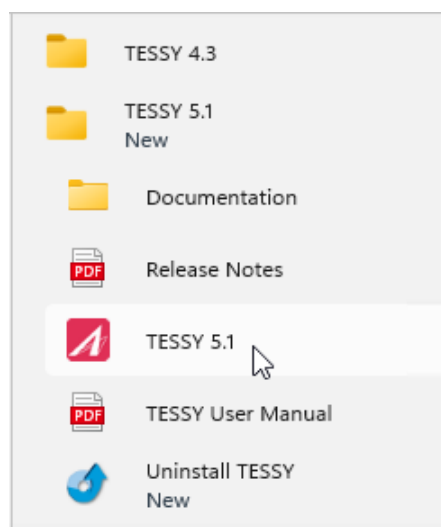 TESSY 4.3
TESSY 5.1
New
Documentation
PDF
Release Notes
TESSY 5.1
PDF
TESSY User Manual
Uninstall TESSY
New